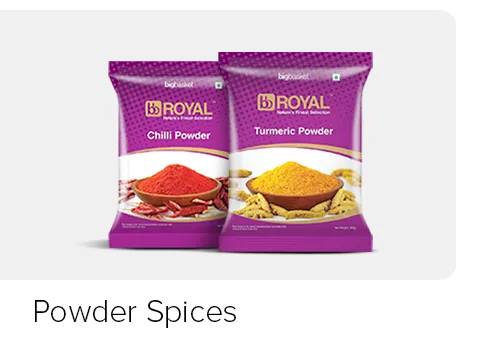 bigbasket
bb ROYAL
Nature's Finest Selection
Chilli Powder
bigbasket
bb ROYAL
Nature's Finest Selection
Turmeric Powder
Powder Spices